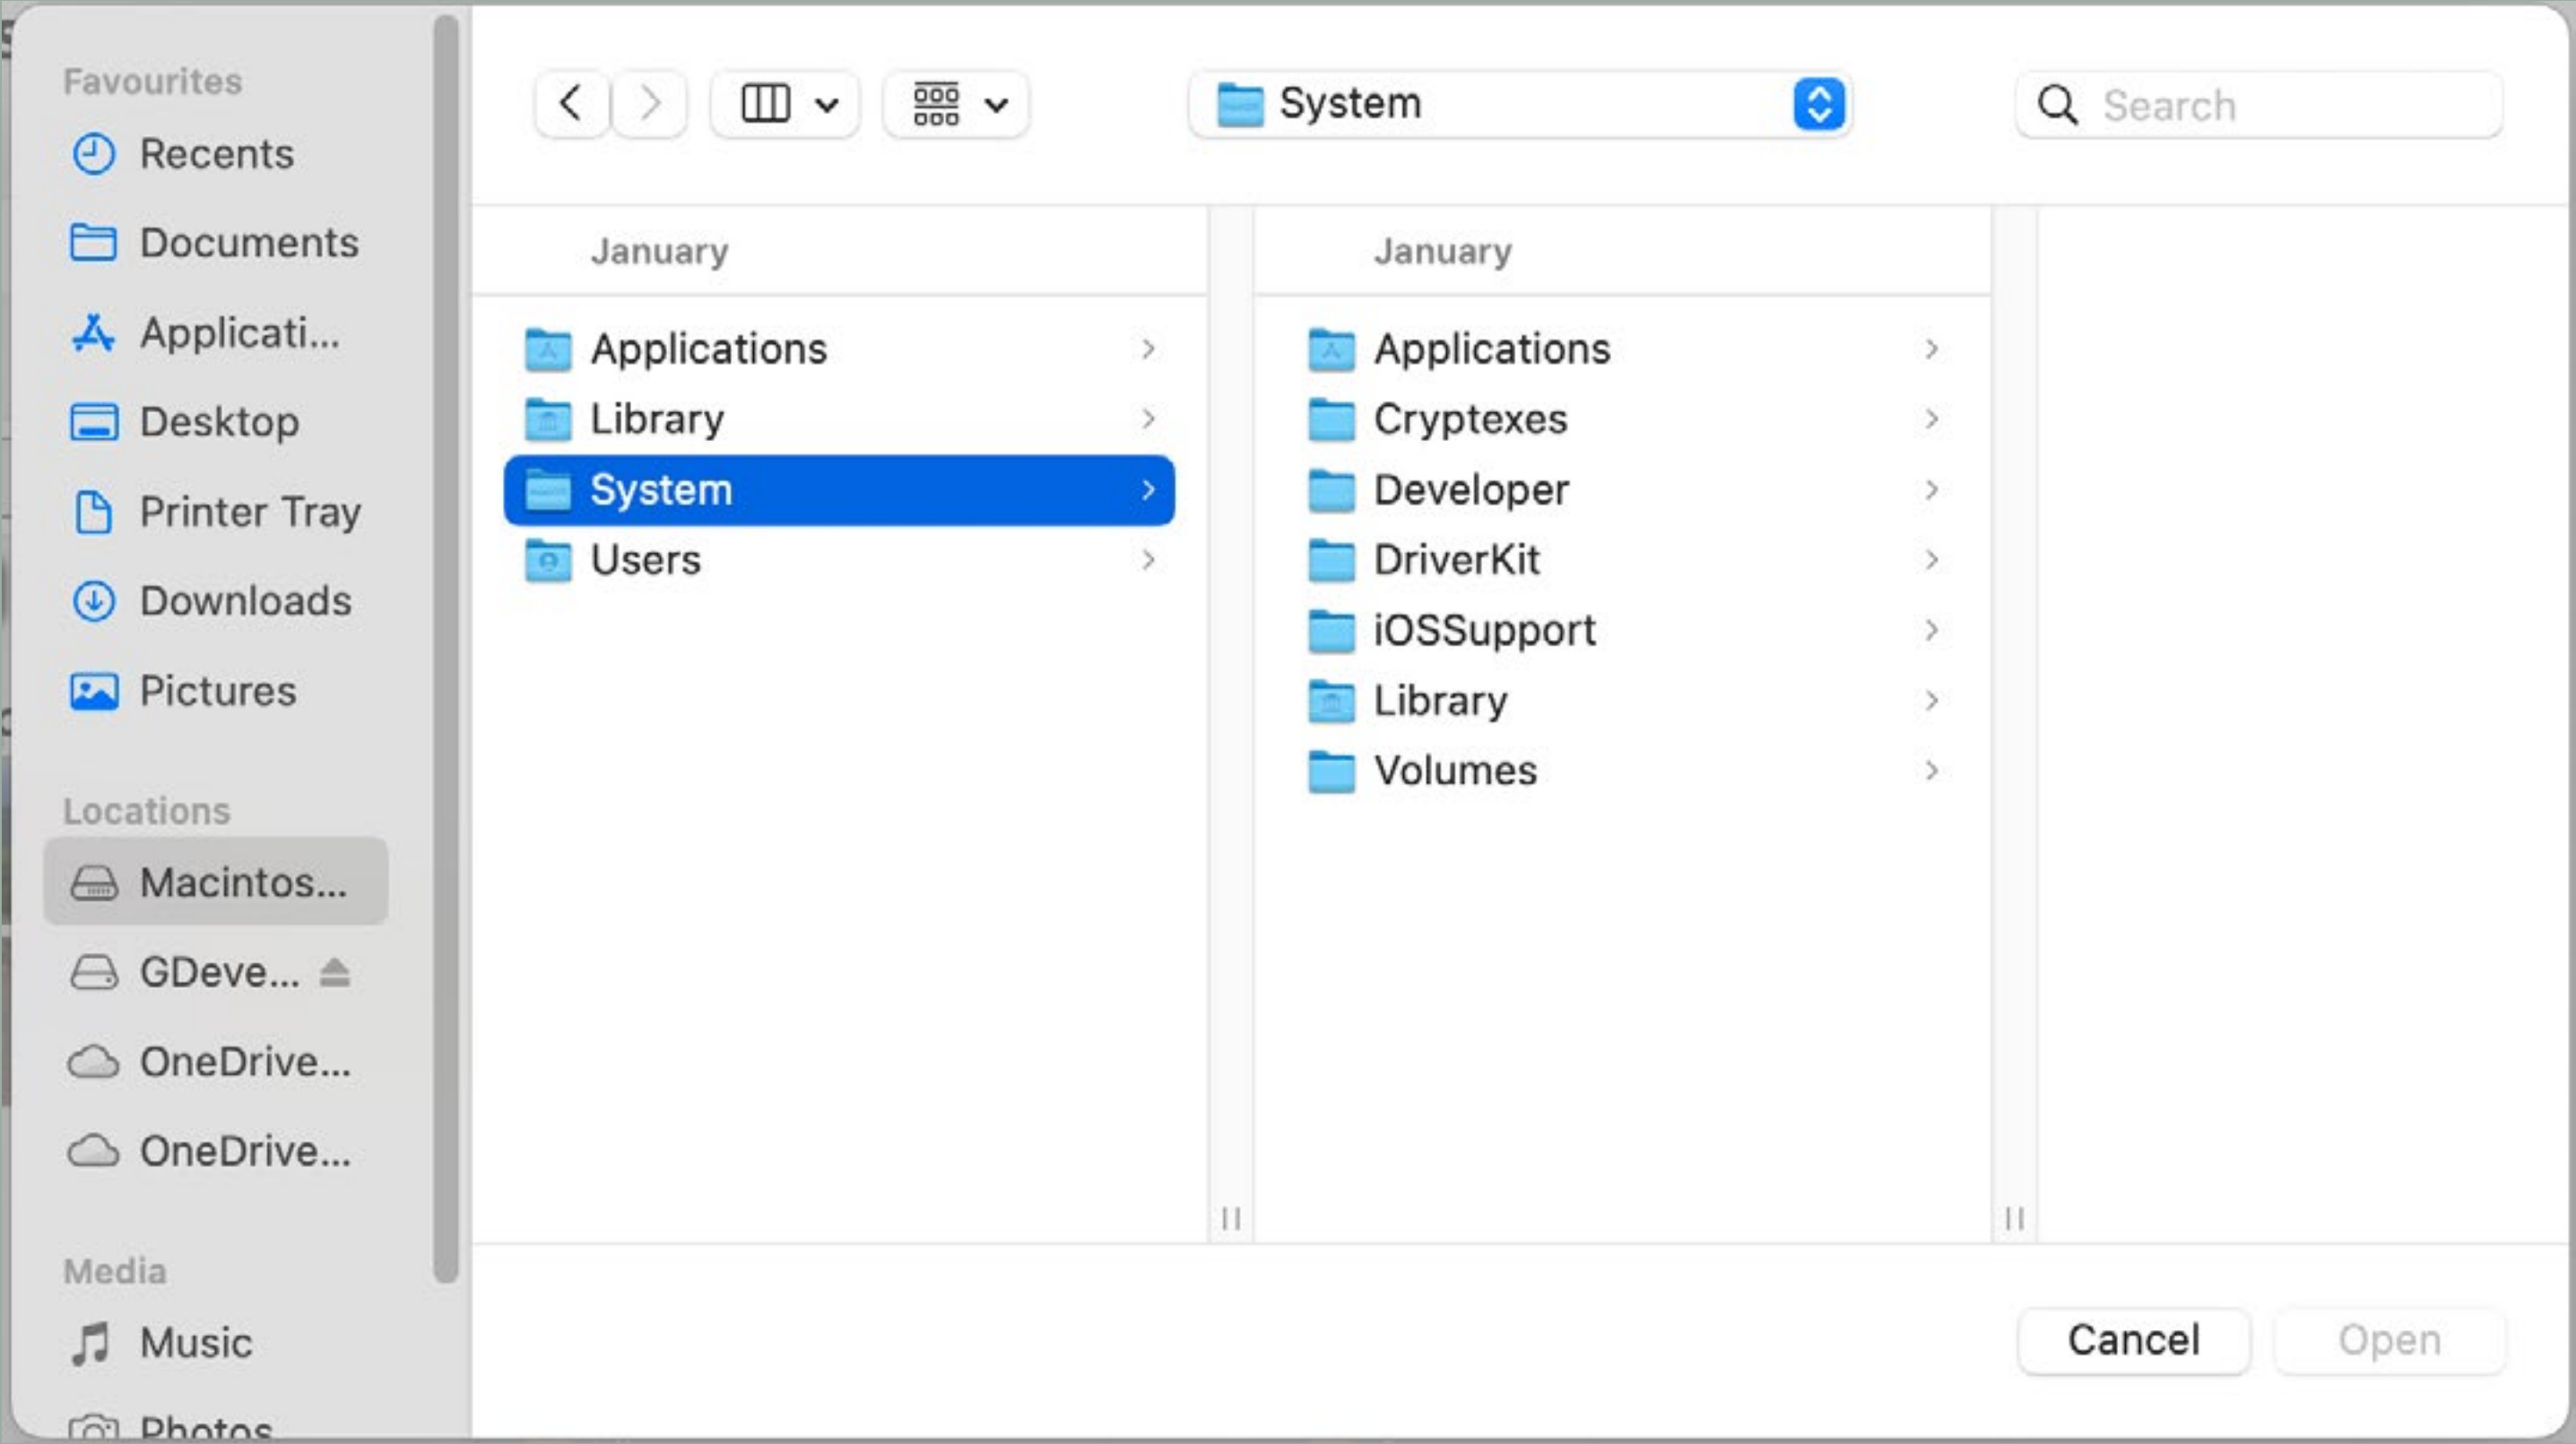 Favourites
Recents
Documents
Applicati...
Desktop
Printer Tray
Downloads
Pictures
Locations
Macintos...
GDeve...
OneDrive...
OneDrive...
Media
Music
Photos
System
Search
January
Applications
Library
System
Users
January
Applications
Cryptexes
Developer
DriverKit
iOSSupport
Library
Volumes
Cancel
Open